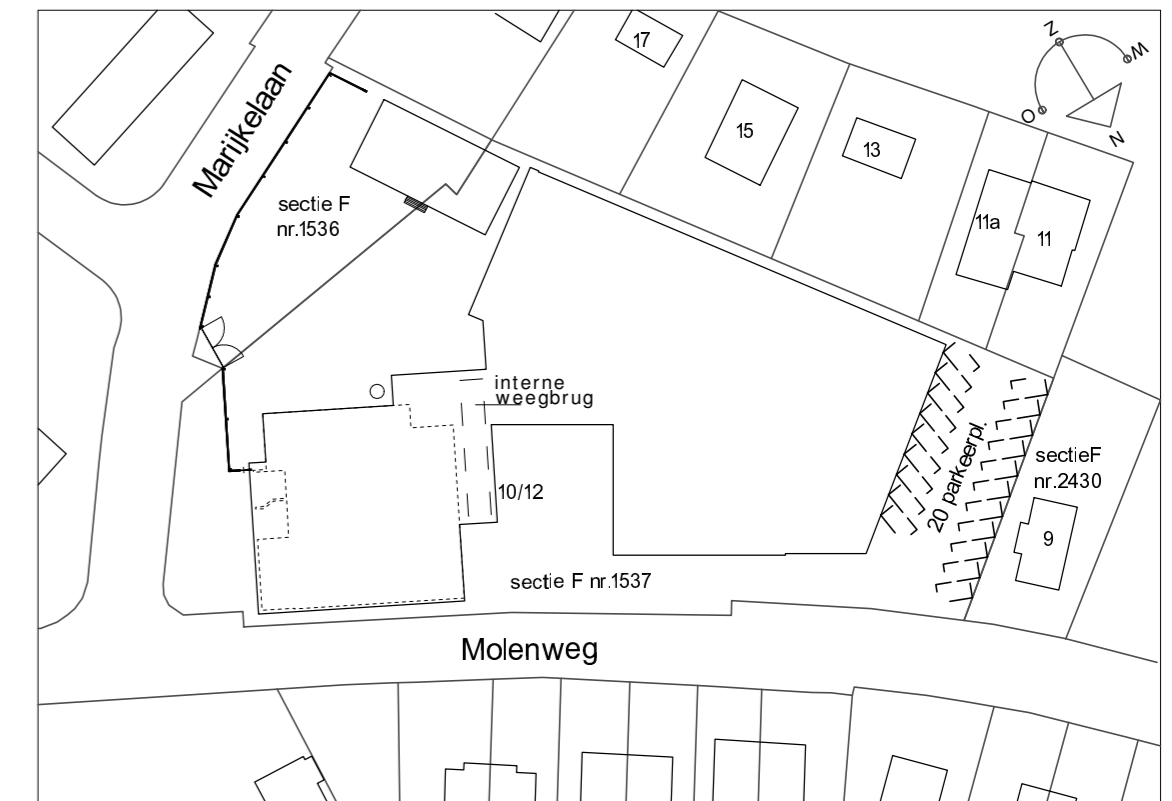 17
Z
W
O
N
15
13
Marijkelaan
sectie F
nr.1536
11a
11
interne
weegbrug
20 parkeerpl.
sectieF
nr.2430
10/12
9
sectie F nr.1537
Molenweg